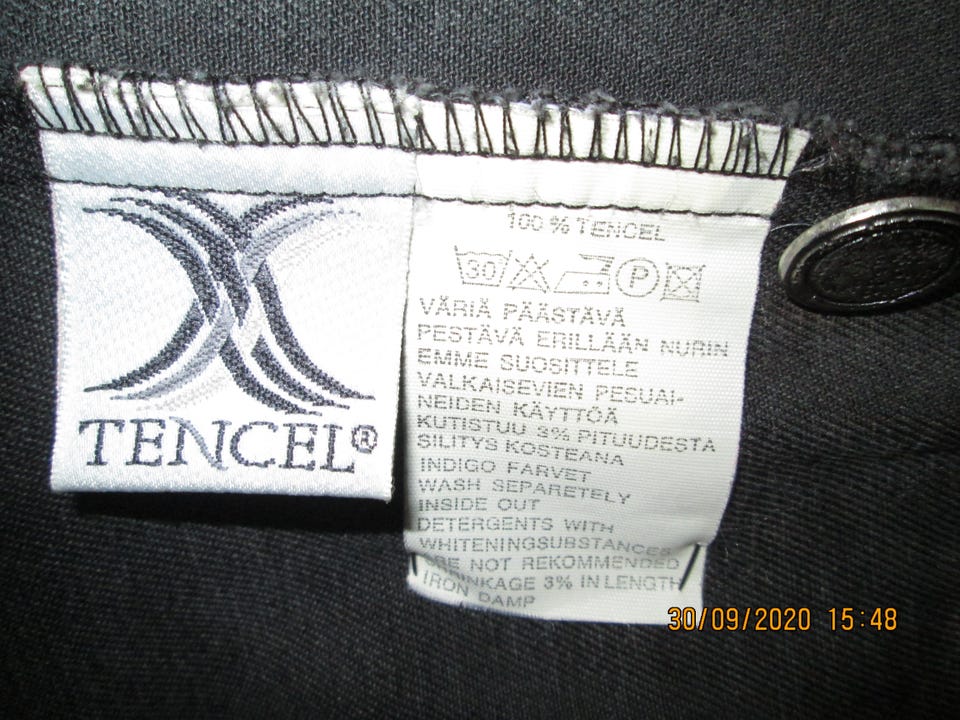 TENCEL®
100 % TENCEL
30 P
VÄRIÄ PÄÄSTÄVÄ
PESTÄVÄ ERILLÄÄN NURIN
EMME SUOSITTELE
VALKAISEVIEN PESUAI-
NEIDEN KÄYTTÖÄ
KUTISTUU 3% PITUUDESTA
SILITYS KOSTEANA
INDIGO FARVET
WASH SEPARETELY
INSIDE OUT
DETERGENTS WITH
WHITENINGSUBSTANCES
ARE NOT REKOMMENDED
SHRINKAGE 3% IN LENGTH
IRON DAMP
30/09/2020 15:48